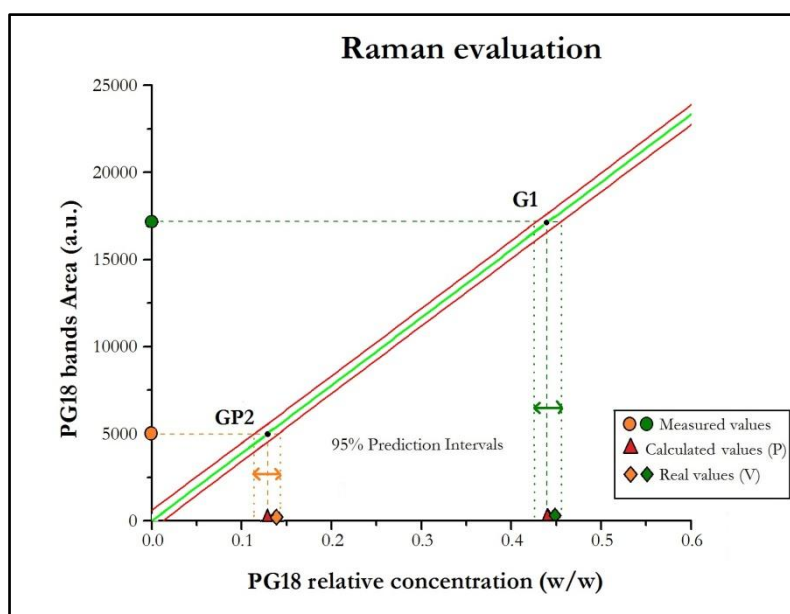 Raman evaluation
25000
20000
15000
10000
5000
0
PG18 bands Area (a.u.)
G1
GP2
95% Prediction Intervals
Measured values
Calculated values (P)
Real values (V)
0.0 0.1 0.2 0.3 0.4 0.5 0.6
PG18 relative concentration (w/w)